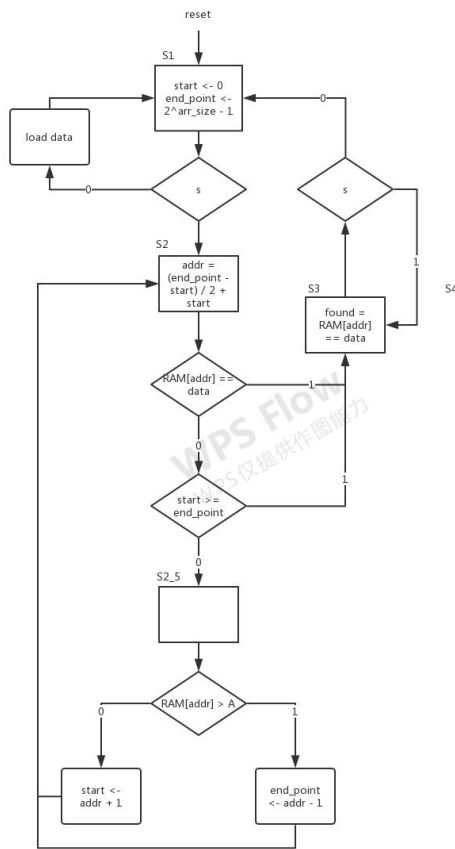 reset
S1
start <- 0
end_point <-
2^arr_size - 1
load data
0
s
0
s
0
1
S2
addr =
(end_point -
start) / 2 +
start
S3
S4
found =
RAM[addr]
== data
RAM[addr] ==
data
1
0
start >=
end_point
1
0
WPS Flow
WPS仅提供作图能力
S2_5
RAM[addr] > A
0
1
start <-
addr + 1
end_point
<- addr - 1